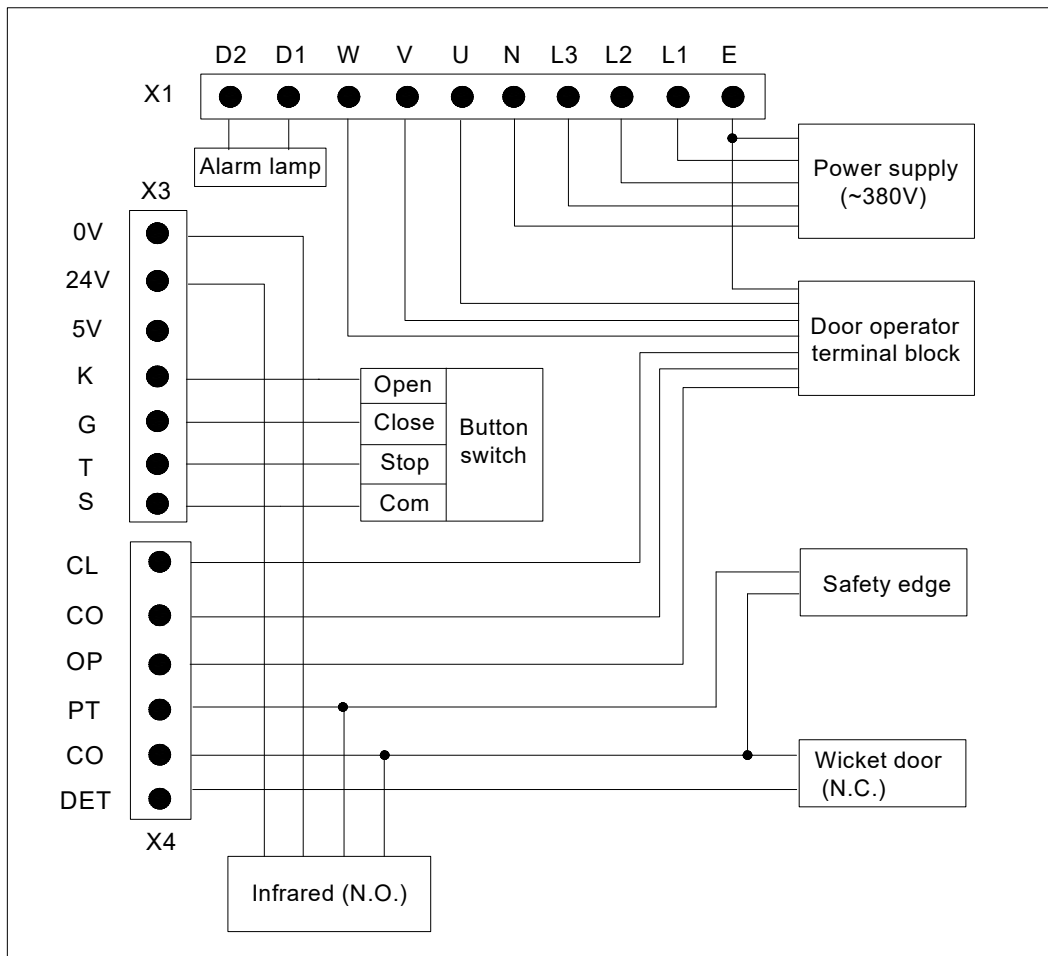 D2 D1 W V U N L3 L2 L1 E
X1
Alarm lamp
Power supply
(~380V)
X3
0V
24V
5V
K
G
T
S
Open
Close
Stop
Com
Button
switch
Door operator
terminal block
CL
CO
OP
PT
CO
DET
X4
Safety edge
Wicket door
(N.C.)
Infrared (N.O.)